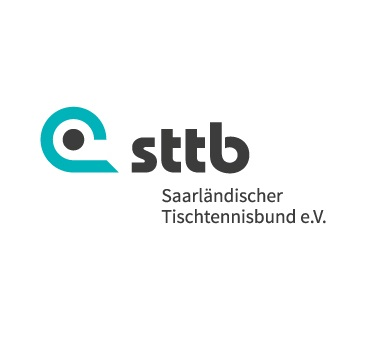 sttb
Saarländischer
Tischtennisbund e.V.